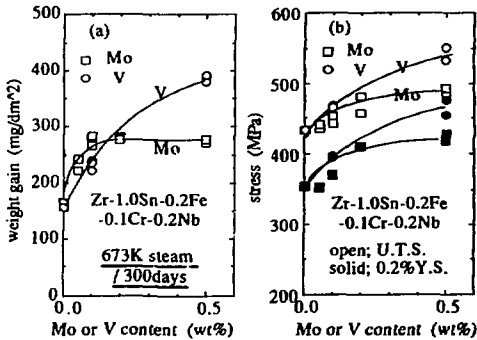 (a)
□ Mo
○ V
V
Mo
Zr-1.0Sn-0.2Fe
-0.1Cr-0.2Nb
673K steam
/ 300days
weight gain (mg/dm^2)
500
400
300
200
100
0
0.0
0.5
(b)
□ Mo
○ V
V
Mo
Zr-1.0Sn-0.2Fe
-0.1Cr-0.2Nb
open; U.T.S.
solid; 0.2%Y.S.
stress (MPa)
600
500
400
300
200
0.0
0.5
Mo or V content (wt%)
Mo or V content (wt%)